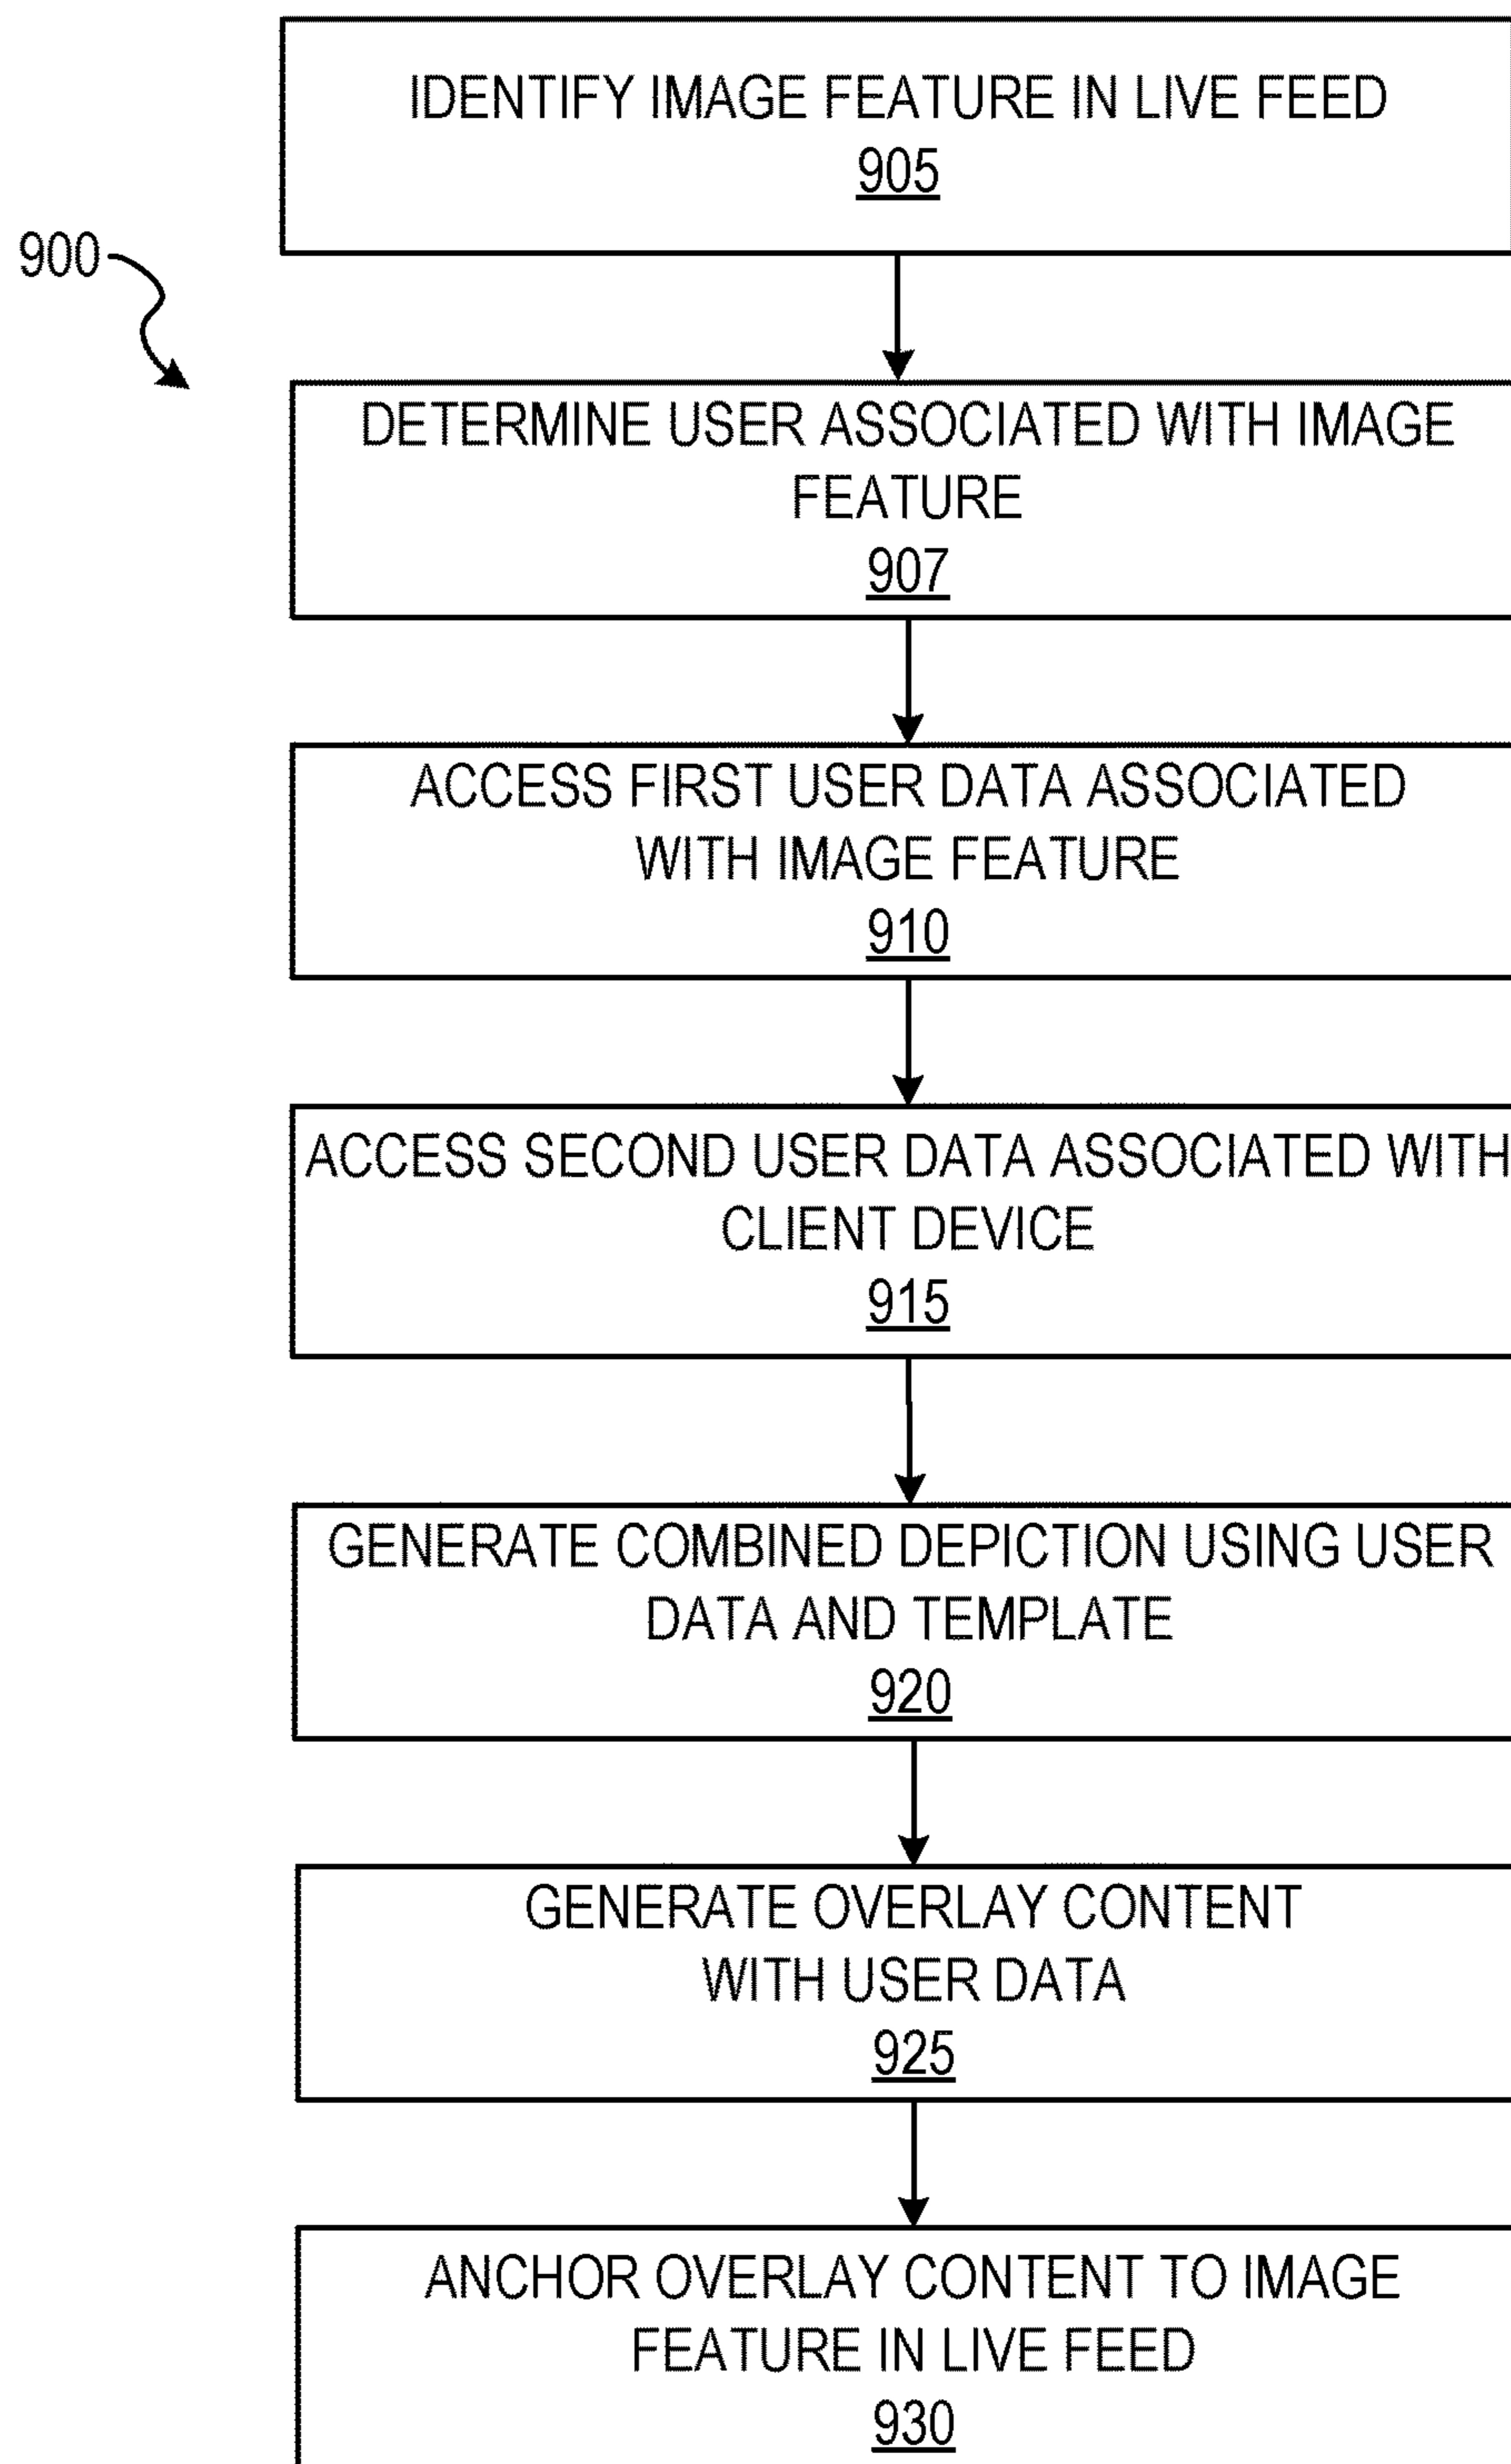 IDENTIFY IMAGE FEATURE IN LIVE FEED
905
900
DETERMINE USER ASSOCIATED WITH IMAGE
FEATURE
907
ACCESS FIRST USER DATA ASSOCIATED
WITH IMAGE FEATURE
910
ACCESS SECOND USER DATA ASSOCIATED WITH
CLIENT DEVICE
915
GENERATE COMBINED DEPICTION USING USER
DATA AND TEMPLATE
920
GENERATE OVERLAY CONTENT
WITH USER DATA
925
ANCHOR OVERLAY CONTENT TO IMAGE
FEATURE IN LIVE FEED
930